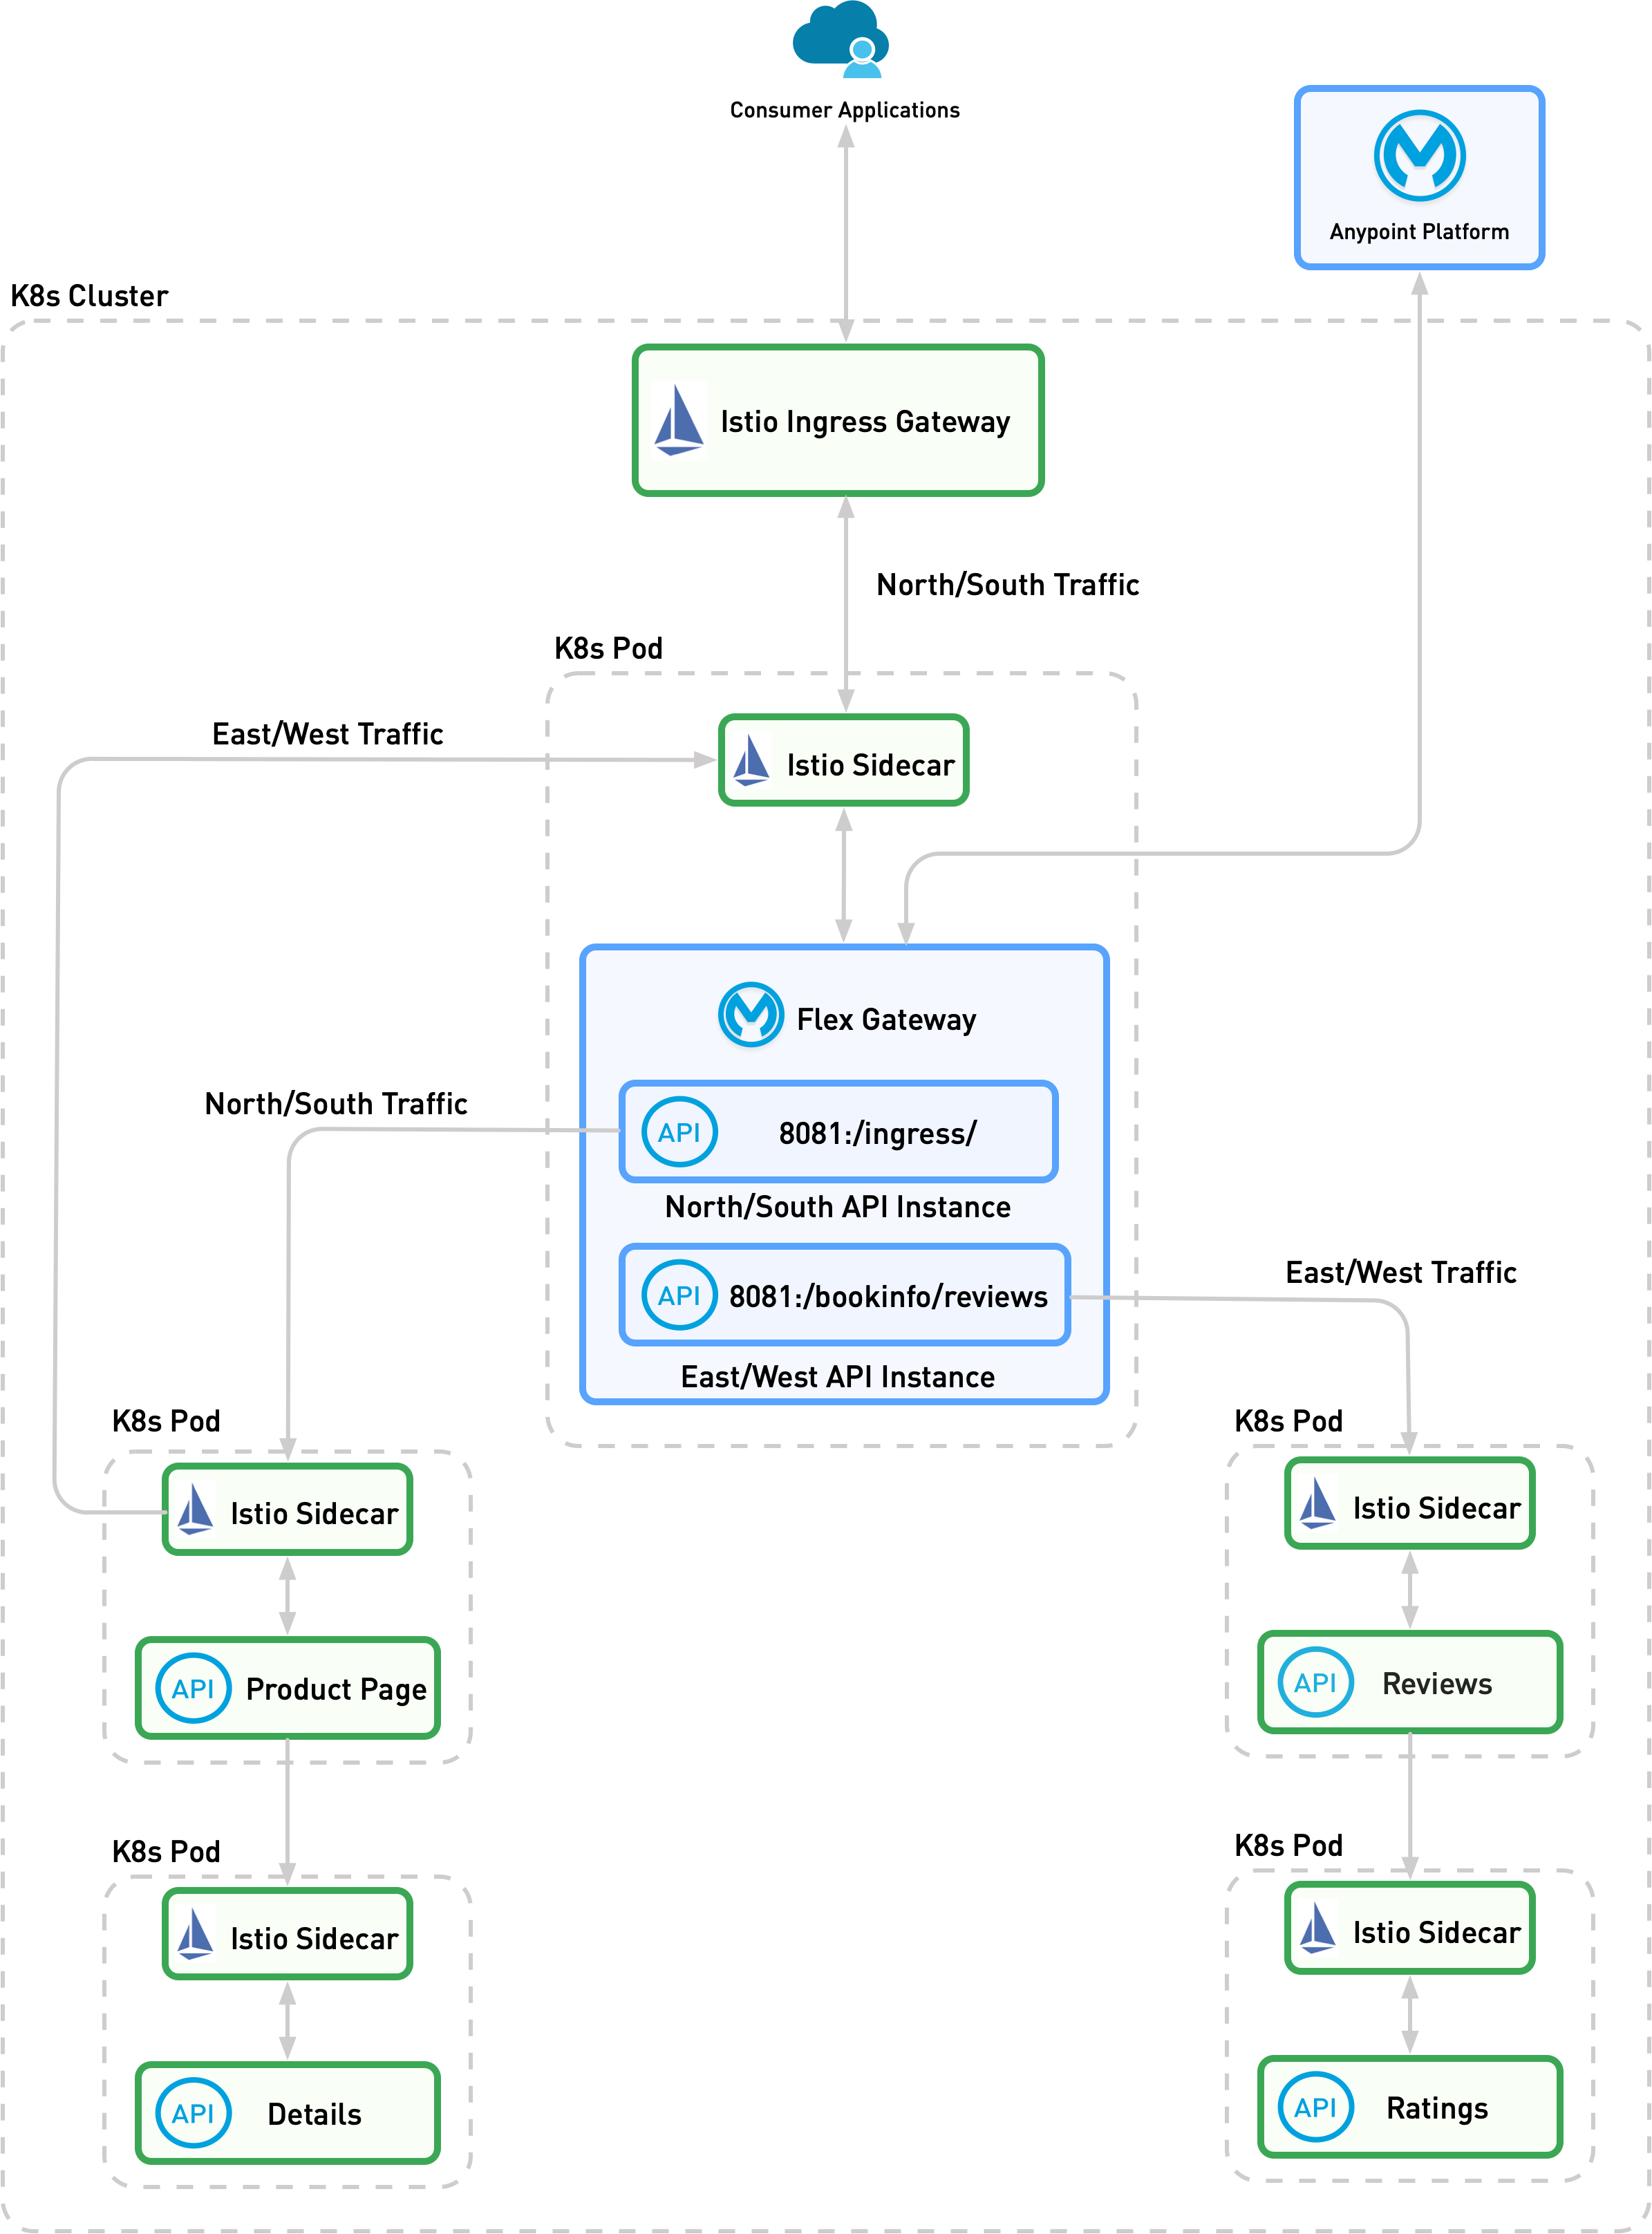 Consumer Applications
Anypoint Platform
K8s Cluster
Istio Ingress Gateway
North/South Traffic
K8s Pod
East/West Traffic
Istio Sidecar
Flex Gateway
North/South Traffic
API
8081:/ingress/
North/South API Instance
East/West Traffic
API
8081:/bookinfo/reviews
East/West API Instance
K8s Pod
K8s Pod
Istio Sidecar
Istio Sidecar
API
Product Page
API
Reviews
K8s Pod
K8s Pod
Istio Sidecar
Istio Sidecar
API
Details
API
Ratings